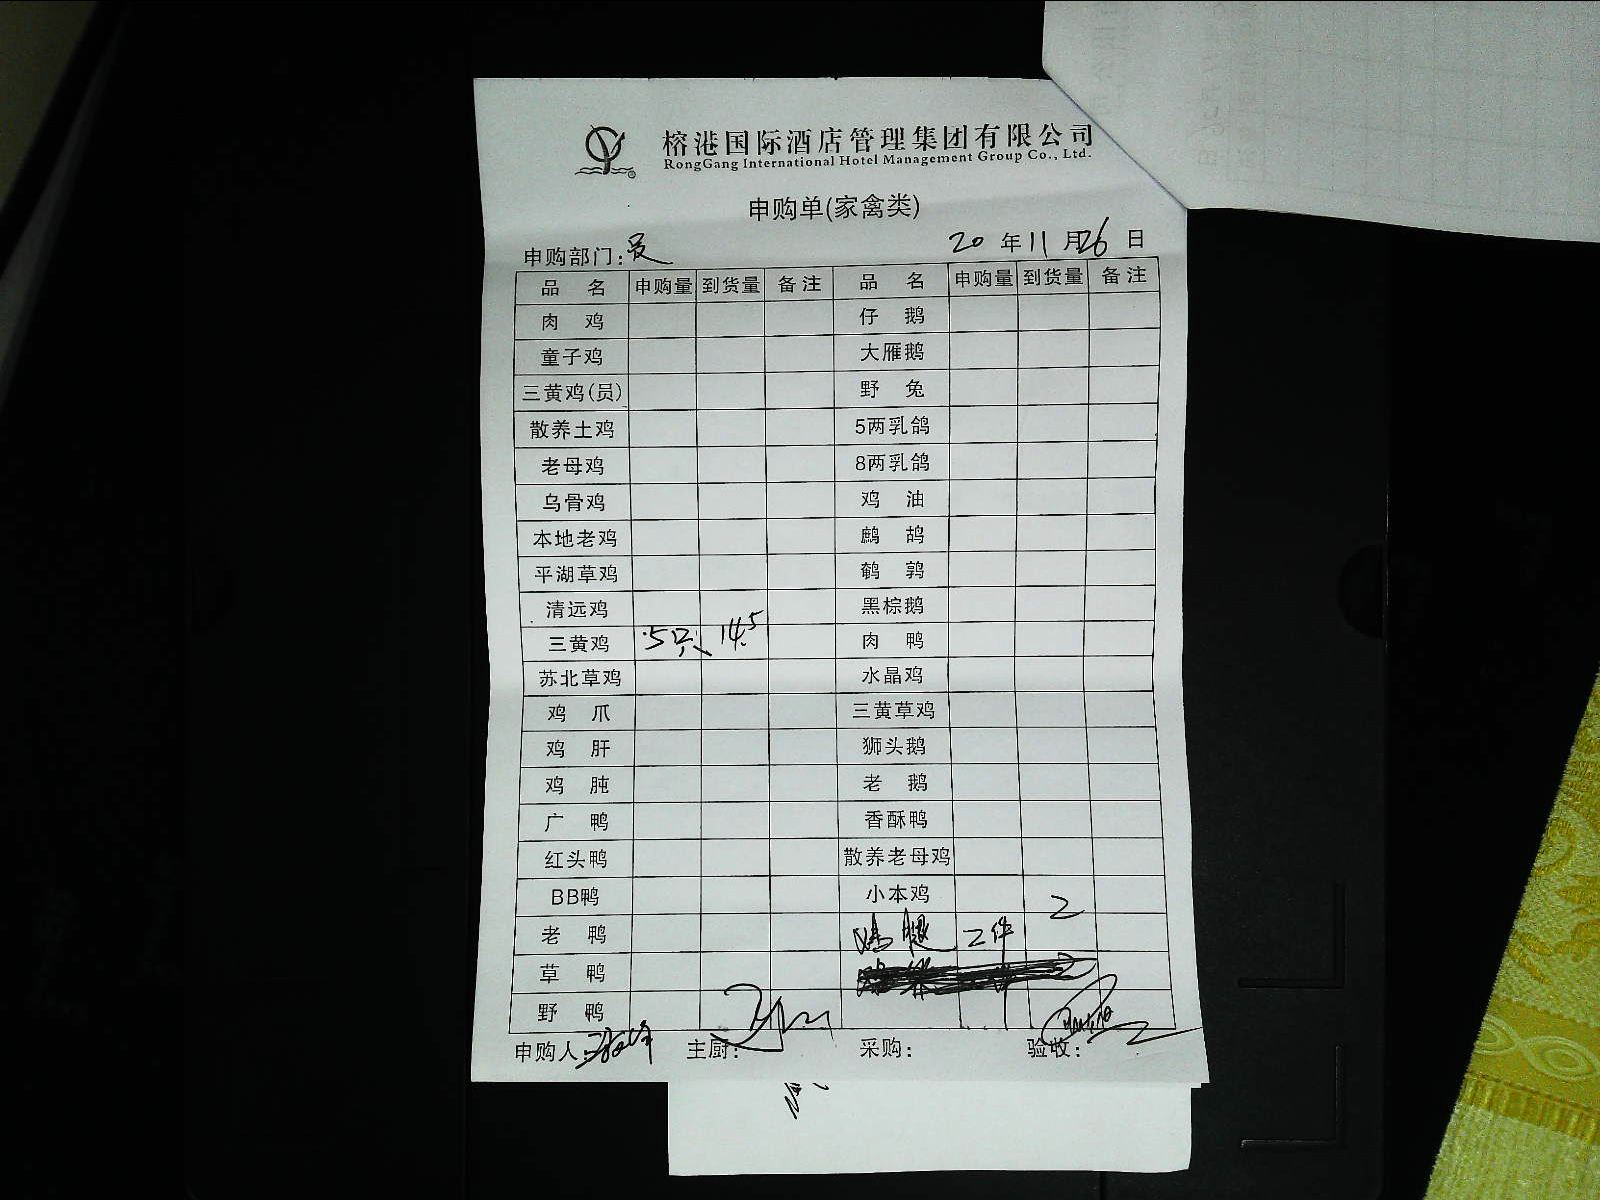 榕港国际酒店管理集团有限公司
RongGang International Hotel Management Group Co., Ltd.
申购单(家禽类)
申购部门:员 20 年 11 月 26 日
品 名 申购量 到货量 备注 品 名 申购量 到货量 备注
肉 鸡 仔 鹅
童子鸡 大雁鹅
三黄鸡(员) 野 兔
散养土鸡 5两乳鸽
老母鸡 8两乳鸽
乌骨鸡 鸡 油
本地老鸡 鹧 鸪
平湖草鸡 鹌 鹑
清远鸡 黑棕鹅
三黄鸡 5只 14.5 肉 鸭
苏北草鸡 水晶鸡
鸡 爪 三黄草鸡
鸡 肝 狮头鹅
鸡 肫 老 鹅
广 鸭 香酥鸭
红头鸭 散养老母鸡
BB鸭 小本鸡
老 鸭 鸡腿 2件 2
草 鸭
野 鸭
申购人: 主厨: 采购: 验收: